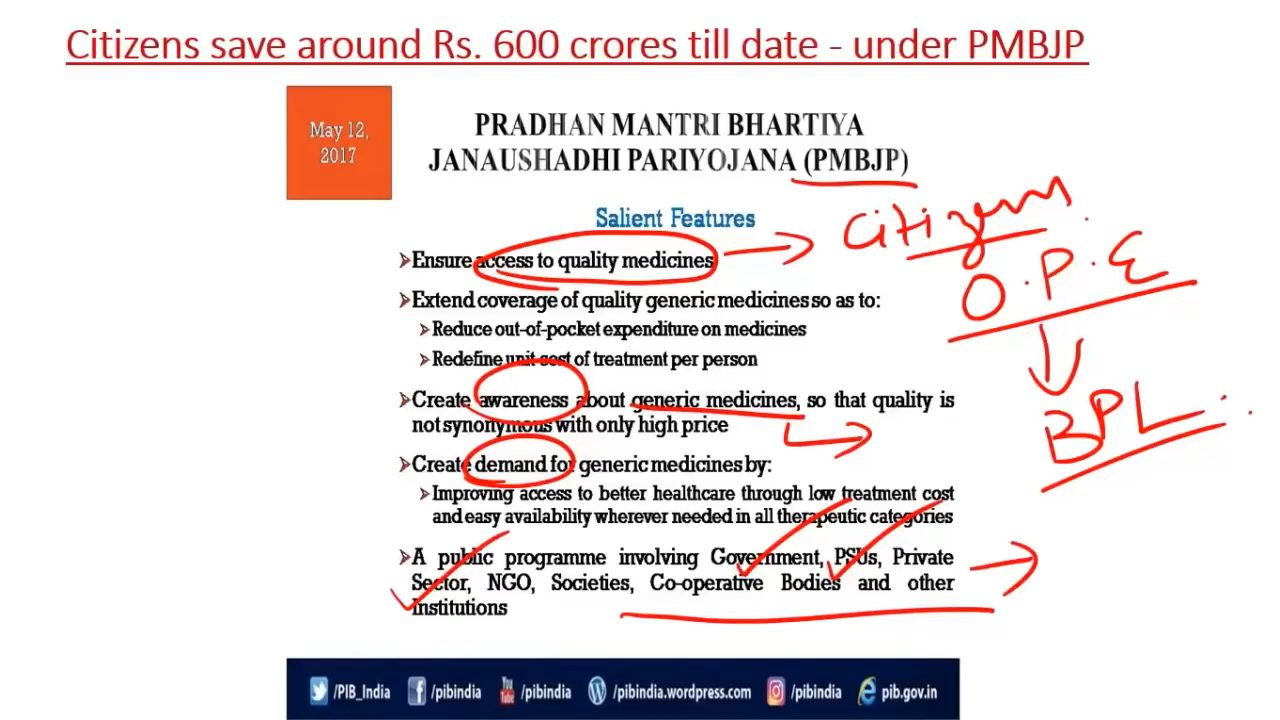 Citizens save around Rs. 600 crores till date - under PMBJP
May 12,
2017
PRADHAN MANTRI BHARTIYA
JANAUSHADHI PARIYOJANA (PMBJP)
Salient Features
Ensure access to quality medicines
Citizens
O.P.E
BPL
Extend coverage of quality generic medicines so as to:
Reduce out-of-pocket expenditure on medicines
Redefine unit cost of treatment per person
Create awareness about generic medicines, so that quality is
not synonymous with only high price
Create demand for generic medicines by:
Improving access to better healthcare through low treatment cost
and easy availability wherever needed in all therapeutic categories
A public programme involving Government, PSUs, Private
Sector, NGO, Societies, Co-operative Bodies and other
Institutions
/PIB_India /pibindia You Tube /pibindia /pibindia.wordpress.com /pibindia pib.gov.in